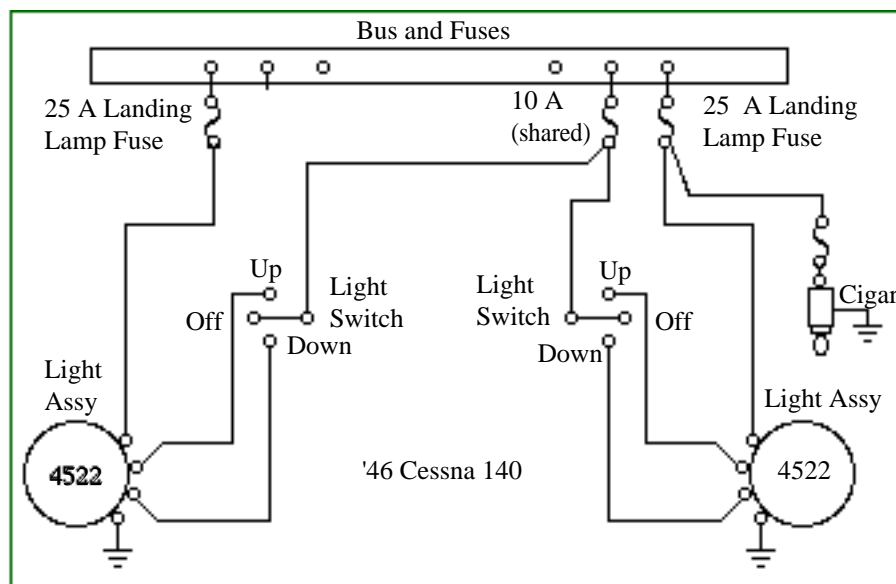 Bus and Fuses
25 A Landing
Lamp Fuse
10 A
(shared)
25 A Landing
Lamp Fuse
Up
Off
Down
Light
Switch
Light
Switch
Up
Off
Down
Cigar
Light
Assy
4522
'46 Cessna 140
Light Assy
4522